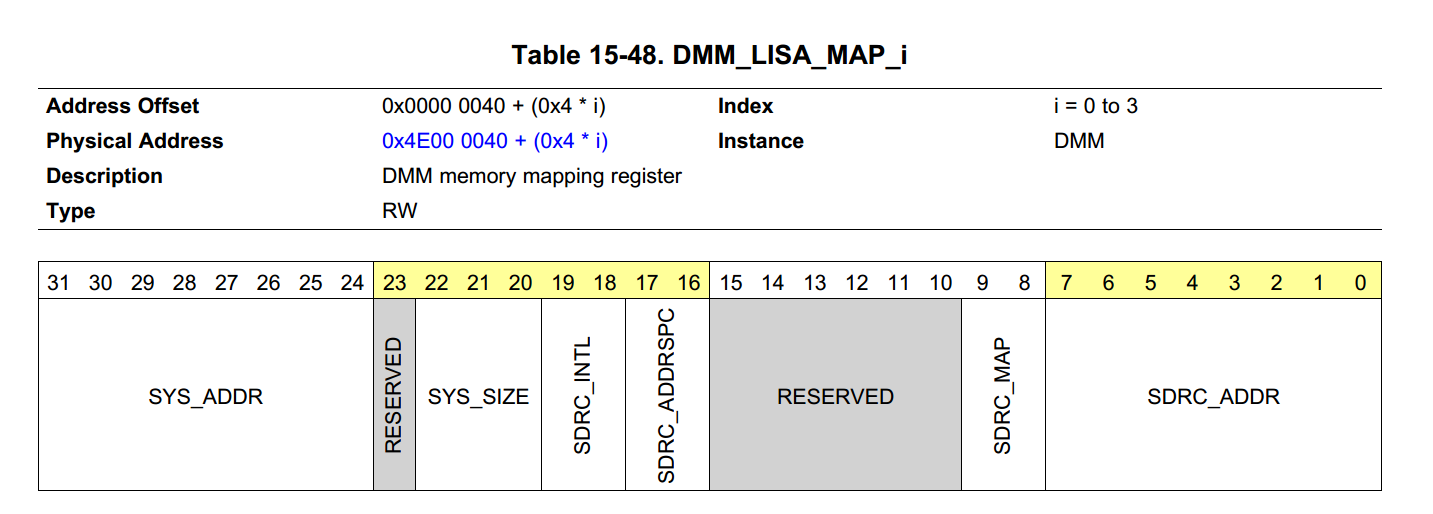 Table 15-48. DMM_LISA_MAP_i
Address Offset 0x0000 0040 + (0x4 * i) Index i = 0 to 3
Physical Address 0x4E00 0040 + (0x4 * i) Instance DMM
Description DMM memory mapping register
Type RW
31 30 29 28 27 26 25 24 23 22 21 20 19 18 17 16 15 14 13 12 11 10 9 8 7 6 5 4 3 2 1 0
SYS_ADDR RESERVED SYS_SIZE SDRC_INTL SDRC_ADDRSPC RESERVED SDRC_MAP SDRC_ADDR